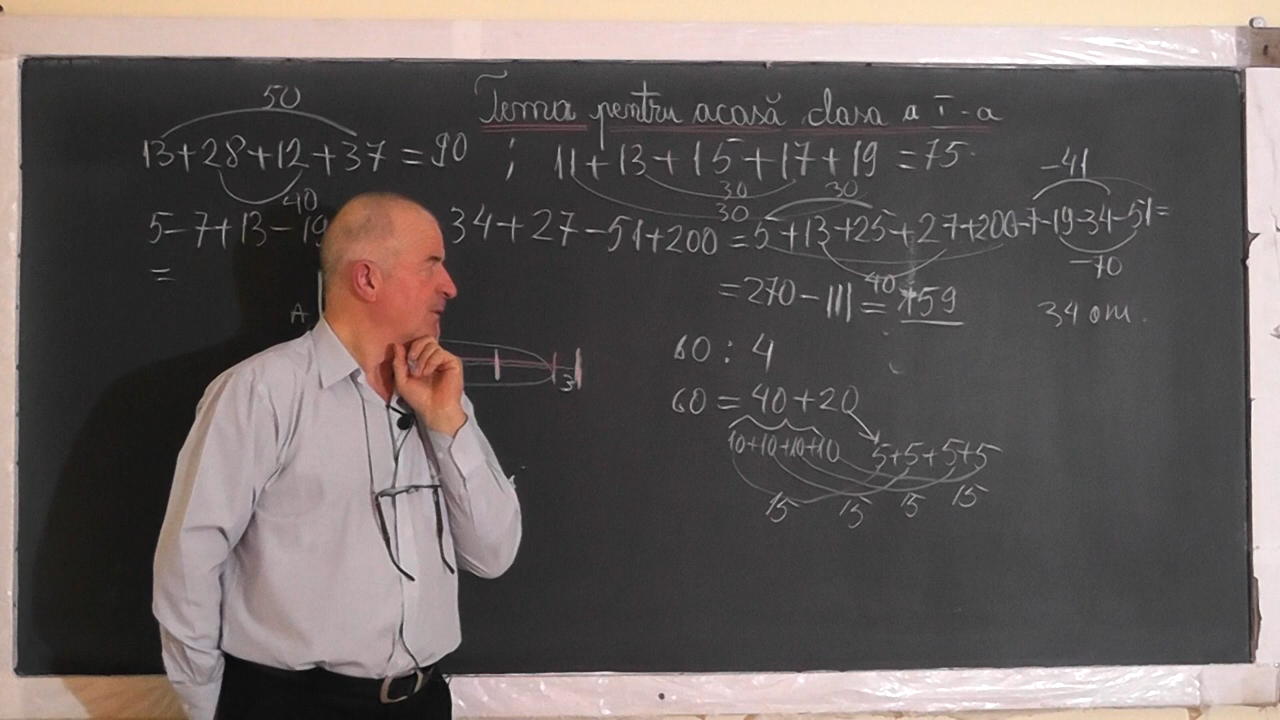 Tema pentru acasă clasa a I-a
50
13+28+12+37=90 ; 11+13+15+17+19=75
40 30 30 30 -41
5-7+13-19 34+27-51+200=5+13+25+27+200-7-19-34-51=
= 40 -70
=270-111=159
A 34 om.
60:4
3
60=40+20
10+10+10+10 5+5+5+5
15 15 15 15